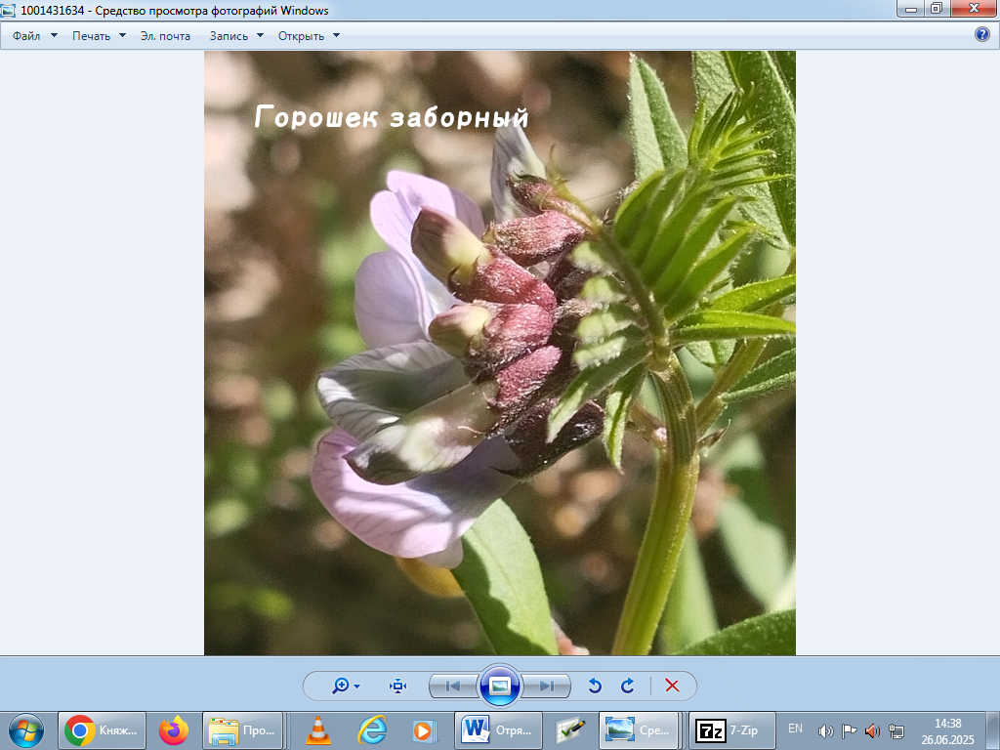 1001431634 - Средство просмотра фотографий Windows
Файл Печать Эл. почта Запись Открыть
Горошек заборный
Княж... Про... Отря... Сре... 7z 7-Zip EN 14:38
26.06.2025